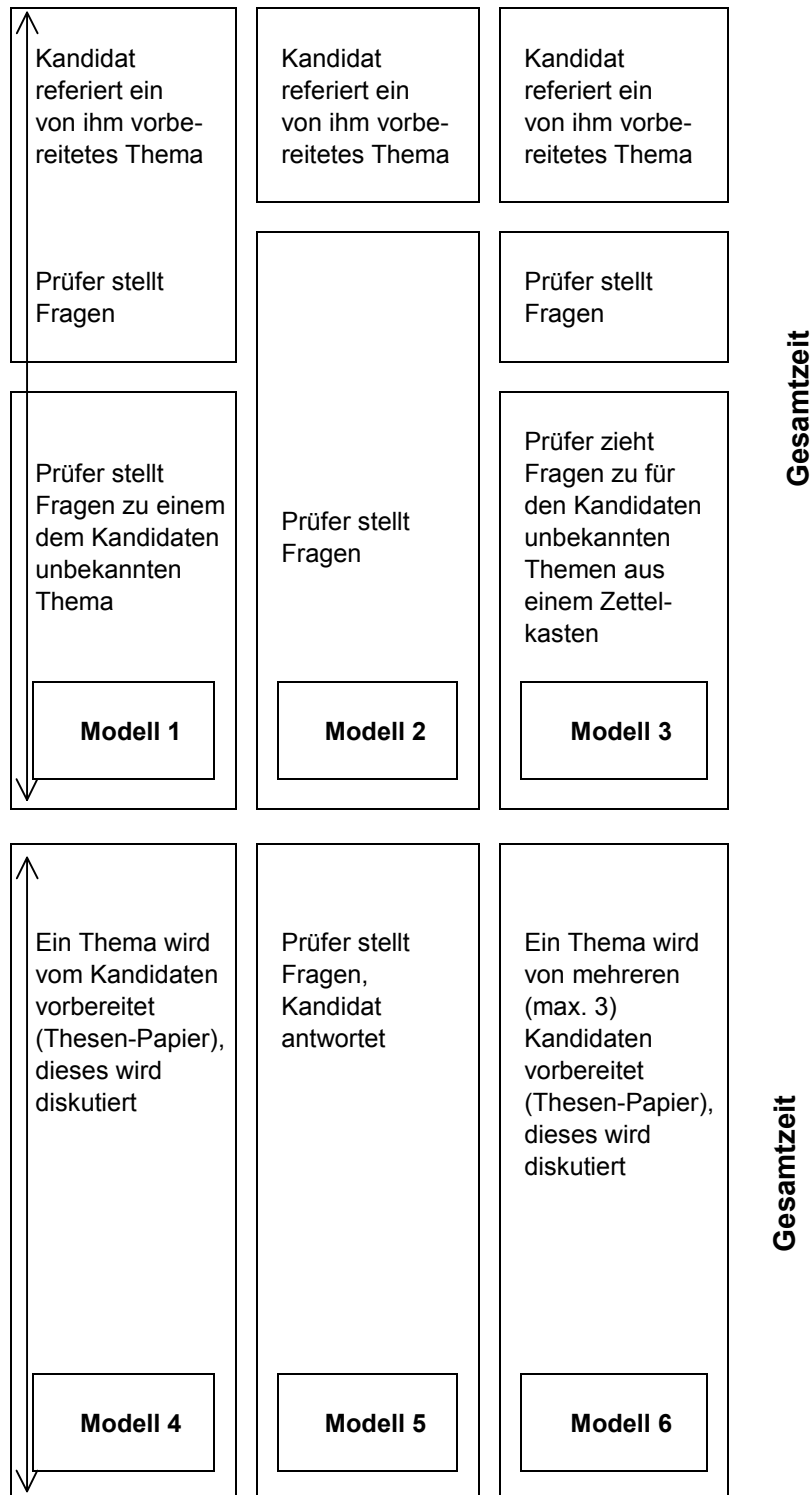 Kandidat
referiert ein
von ihm vorbe-
reitetes Thema
Prüfer stellt
Fragen
Prüfer stellt
Fragen zu einem
dem Kandidaten
unbekannten
Thema
Modell 1
Kandidat
referiert ein
von ihm vorbe-
reitetes Thema
Prüfer stellt
Fragen
Modell 2
Kandidat
referiert ein
von ihm vorbe-
reitetes Thema
Prüfer stellt
Fragen
Prüfer zieht
Fragen zu für
den Kandidaten
unbekannten
Themen aus
einem Zettel-
kasten
Modell 3
Gesamtzeit
Ein Thema wird
vom Kandidaten
vorbereitet
(Thesen-Papier),
dieses wird
diskutiert
Modell 4
Prüfer stellt
Fragen,
Kandidat
antwortet
Modell 5
Ein Thema wird
von mehreren
(max. 3)
Kandidaten
vorbereitet
(Thesen-Papier),
dieses wird
diskutiert
Modell 6
Gesamtzeit